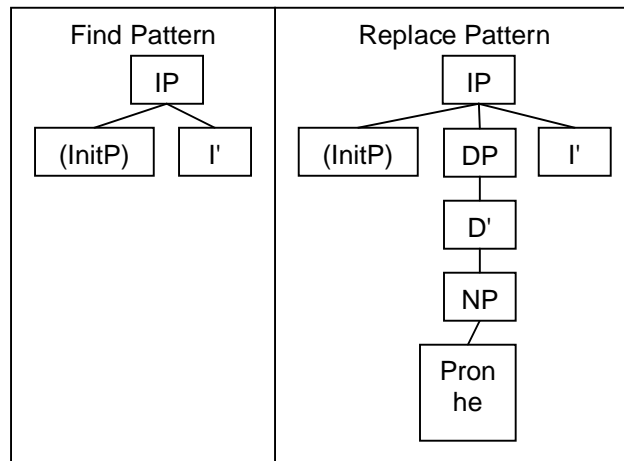 Find Pattern
IP
(InitP) I'
Replace Pattern
IP
(InitP) DP I'
D'
NP
Pron
he